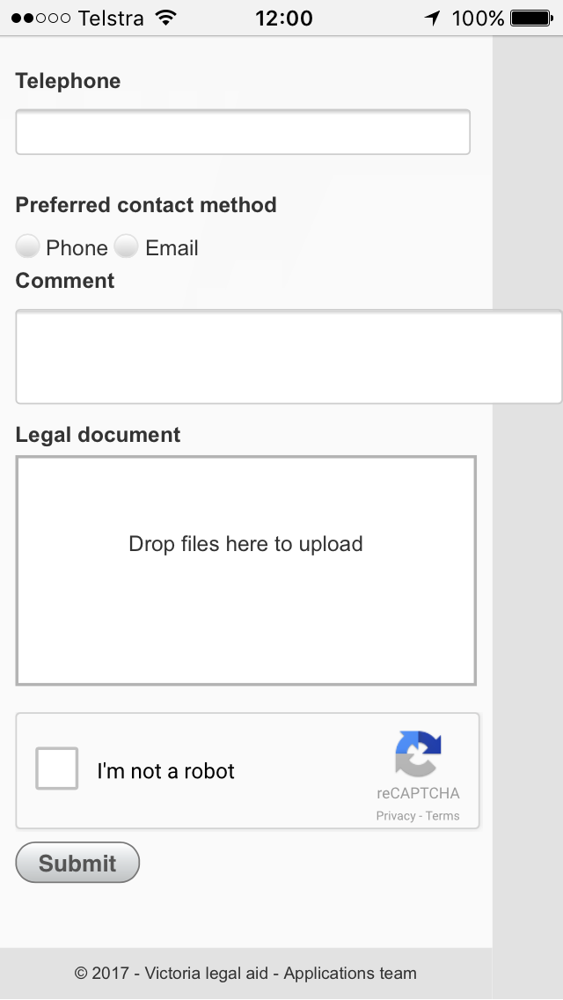 Telstra 12:00 100%
Telephone
Preferred contact method
Phone Email
Comment
Legal document
Drop files here to upload
I'm not a robot
reCAPTCHA
Privacy - Terms
Submit
© 2017 - Victoria legal aid - Applications team